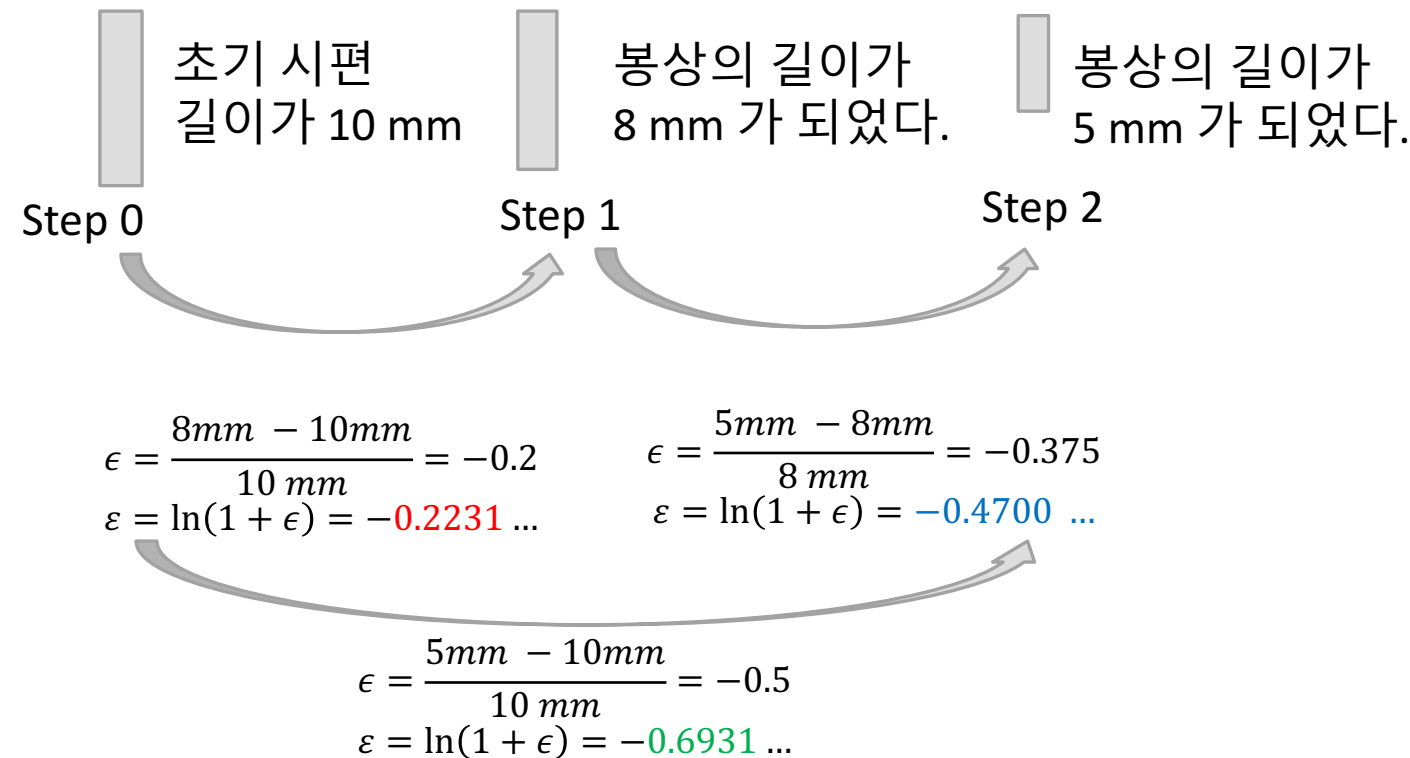 초기 시편
길이가 10 mm
봉상의 길이가
8 mm 가 되었다.
봉상의 길이가
5 mm 가 되었다.
Step 0
Step 1
Step 2
𝜖 = (8𝑚𝑚 − 10𝑚𝑚)/(10 𝑚𝑚) = −0.2
𝜀 = ln(1 + 𝜖) = −0.2231 …
𝜖 = (5𝑚𝑚 − 8𝑚𝑚)/(8 𝑚𝑚) = −0.375
𝜀 = ln(1 + 𝜖) = −0.4700 …
𝜖 = (5𝑚𝑚 − 10𝑚𝑚)/(10 𝑚𝑚) = −0.5
𝜀 = ln(1 + 𝜖) = −0.6931 …